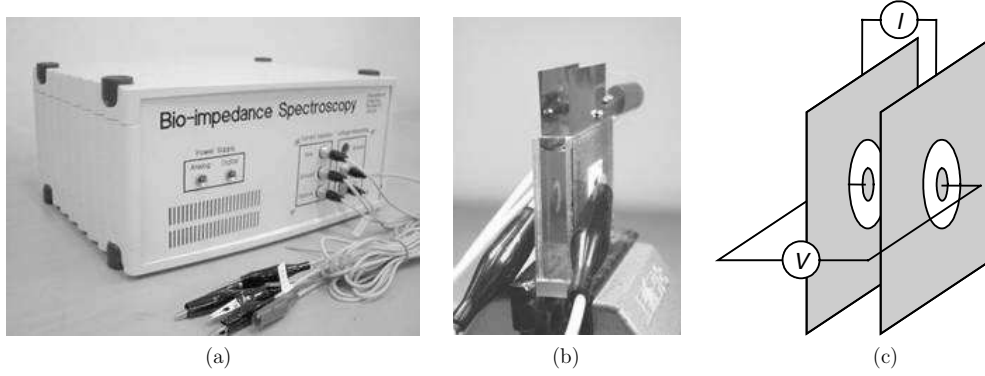 Bio-impedance Spectroscopy
Power Supply
Analog
Digital
I
V
(a)
(b)
(c)